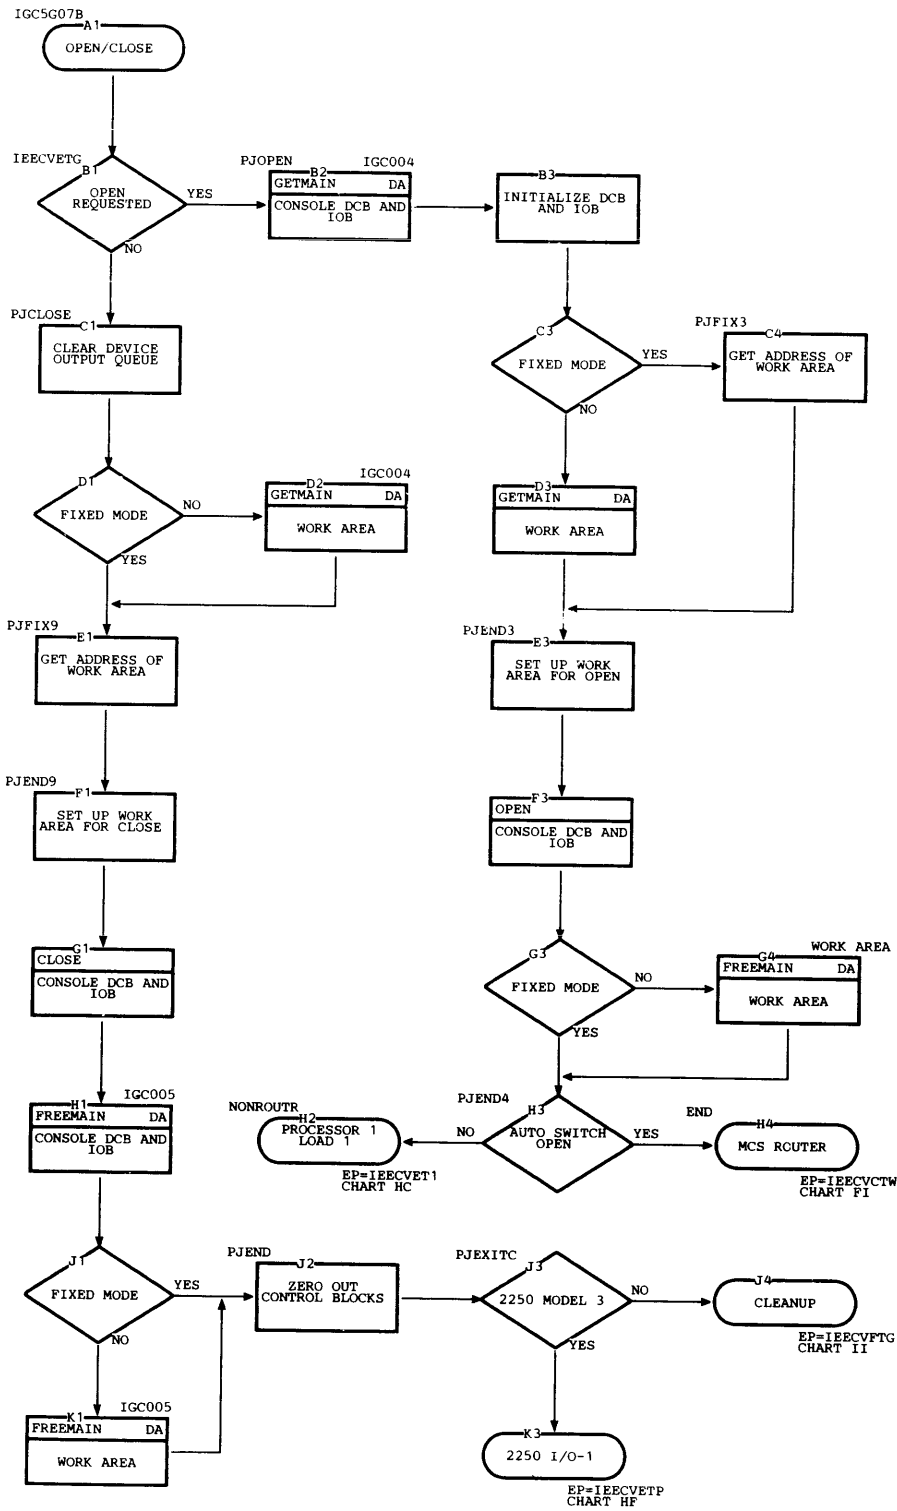 IGC5G07B
A1
OPEN/CLOSE
IEECVETG
B1
OPEN
REQUESTED
YES
NO
PJOPEN
B2
IGC004
GETMAIN DA
CONSOLE DCB AND
IOB
B3
INITIALIZE DCB
AND IOB
PJCLOSE
C1
CLEAR DEVICE
OUTPUT QUEUE
C3
FIXED MODE
YES
NO
PJFIX3
C4
GET ADDRESS OF
WORK AREA
D1
FIXED MODE
NO
YES
D2
IGC004
GETMAIN DA
WORK AREA
D3
GETMAIN DA
WORK AREA
PJFIX9
E1
GET ADDRESS OF
WORK AREA
PJEND3
E3
SET UP WORK
AREA FOR OPEN
PJEND9
F1
SET UP WORK
AREA FOR CLOSE
F3
OPEN
CONSOLE DCB AND
IOB
G1
CLOSE
CONSOLE DCB AND
IOB
G3
FIXED MODE
NO
YES
WORK AREA
G4
FREEMAIN DA
WORK AREA
H1
IGC005
FREEMAIN DA
CONSOLE DCB AND
IOB
NONROUTR
H2
PROCESSOR 1
LOAD 1
EP=IEECVET1
CHART HC
PJEND4
H3
AUTO SWITCH
OPEN
NO
YES
END
H4
MCS ROUTER
EP=IEECVCTW
CHART FI
J1
FIXED MODE
YES
NO
PJEND
J2
ZERO OUT
CONTROL BLOCKS
PJEXITC
J3
2250 MODEL 3
NO
YES
J4
CLEANUP
EP=IEECVFTG
CHART II
K1
IGC005
FREEMAIN DA
WORK AREA
K3
2250 I/O-1
EP=IEECVETP
CHART HF